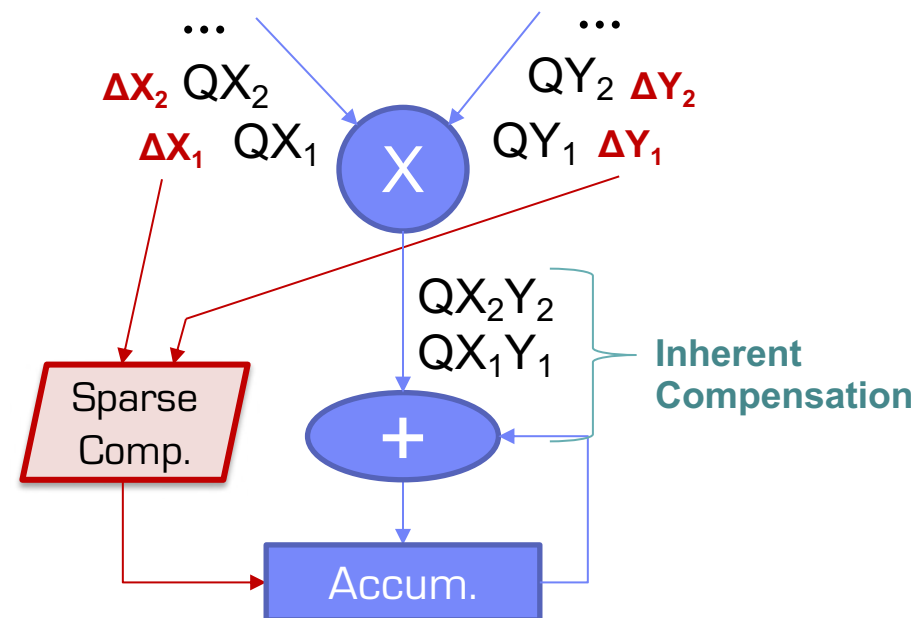 ... ...
ΔX₂ QX₂ QY₂ ΔY₂
ΔX₁ QX₁ QY₁ ΔY₁
X
QX₂Y₂
QX₁Y₁
Inherent
Compensation
Sparse
Comp.
+
Accum.